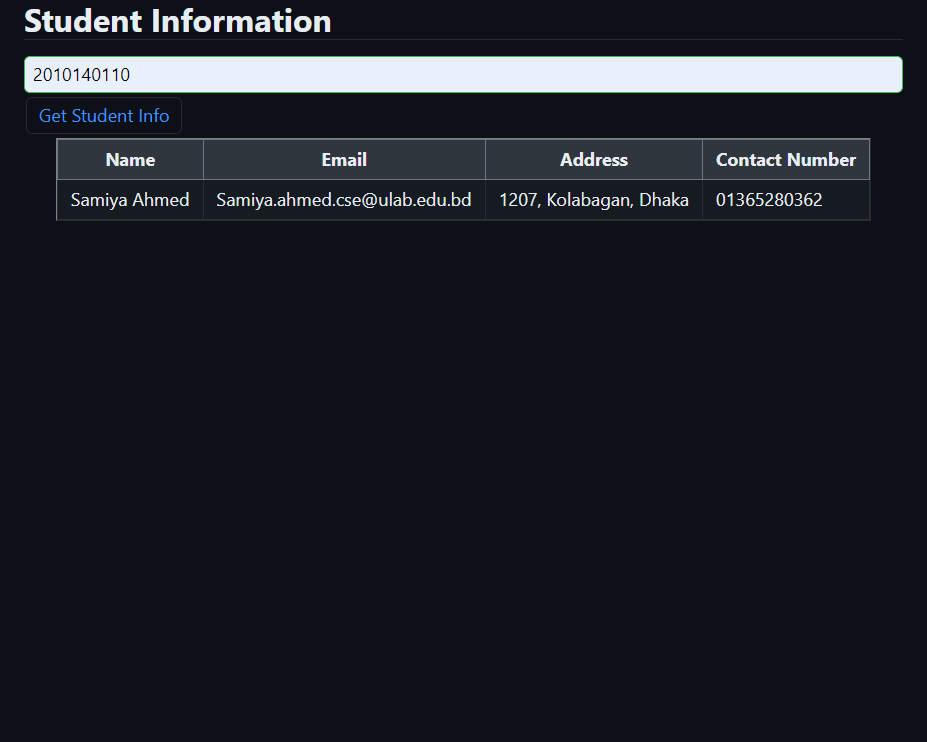 Student Information
2010140110
Get Student Info
Name Email Address Contact Number
Samiya Ahmed Samiya.ahmed.cse@ulab.edu.bd 1207, Kolabagan, Dhaka 01365280362